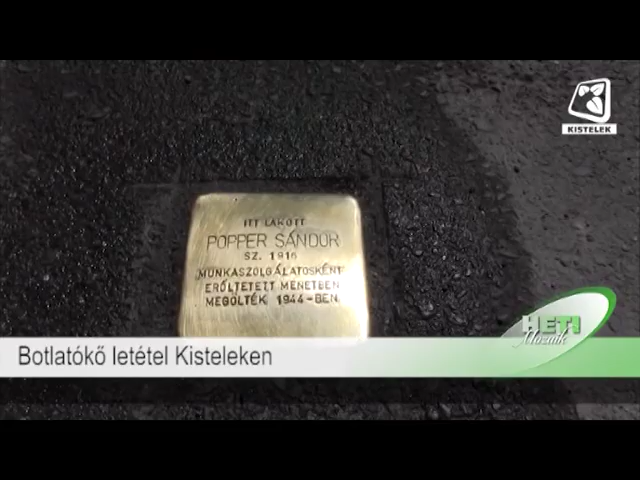 KISTELEK
ITT LAKOTT
POPPER SÁNDOR
SZ. 1916
MUNKASZOLGÁLATOSKÉNT
ERŐLTETETT MENETBEN
MEGÖLTÉK 1944-BEN
HETI
Mozaik
Botlatókő letétel Kisteleken